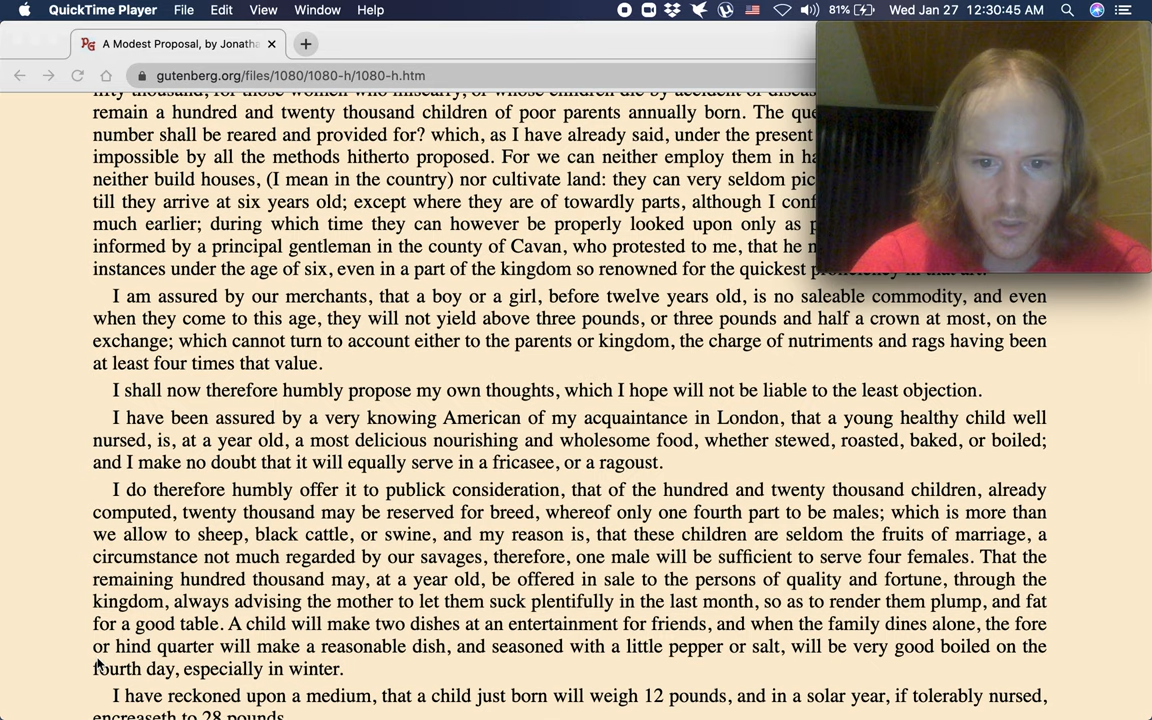 QuickTime Player File Edit View Window Help 81% Wed Jan 27 12:30:45 AM
A Modest Proposal, by Jonatha
gutenberg.org/files/1080/1080-h/1080-h.htm
fifty thousand, for those women who miscarry, or whose children die by accident or diseas
remain a hundred and twenty thousand children of poor parents annually born. The que
number shall be reared and provided for? which, as I have already said, under the present
impossible by all the methods hitherto proposed. For we can neither employ them in ha
neither build houses, (I mean in the country) nor cultivate land: they can very seldom pic
till they arrive at six years old; except where they are of towardly parts, although I conf
much earlier; during which time they can however be properly looked upon only as p
informed by a principal gentleman in the county of Cavan, who protested to me, that he n
instances under the age of six, even in a part of the kingdom so renowned for the quickest proficiency in that art.
I am assured by our merchants, that a boy or a girl, before twelve years old, is no saleable commodity, and even
when they come to this age, they will not yield above three pounds, or three pounds and half a crown at most, on the
exchange; which cannot turn to account either to the parents or kingdom, the charge of nutriments and rags having been
at least four times that value.
I shall now therefore humbly propose my own thoughts, which I hope will not be liable to the least objection.
I have been assured by a very knowing American of my acquaintance in London, that a young healthy child well
nursed, is, at a year old, a most delicious nourishing and wholesome food, whether stewed, roasted, baked, or boiled;
and I make no doubt that it will equally serve in a fricasee, or a ragoust.
I do therefore humbly offer it to publick consideration, that of the hundred and twenty thousand children, already
computed, twenty thousand may be reserved for breed, whereof only one fourth part to be males; which is more than
we allow to sheep, black cattle, or swine, and my reason is, that these children are seldom the fruits of marriage, a
circumstance not much regarded by our savages, therefore, one male will be sufficient to serve four females. That the
remaining hundred thousand may, at a year old, be offered in sale to the persons of quality and fortune, through the
kingdom, always advising the mother to let them suck plentifully in the last month, so as to render them plump, and fat
for a good table. A child will make two dishes at an entertainment for friends, and when the family dines alone, the fore
or hind quarter will make a reasonable dish, and seasoned with a little pepper or salt, will be very good boiled on the
fourth day, especially in winter.
I have reckoned upon a medium, that a child just born will weigh 12 pounds, and in a solar year, if tolerably nursed,
encreaseth to 28 pounds.